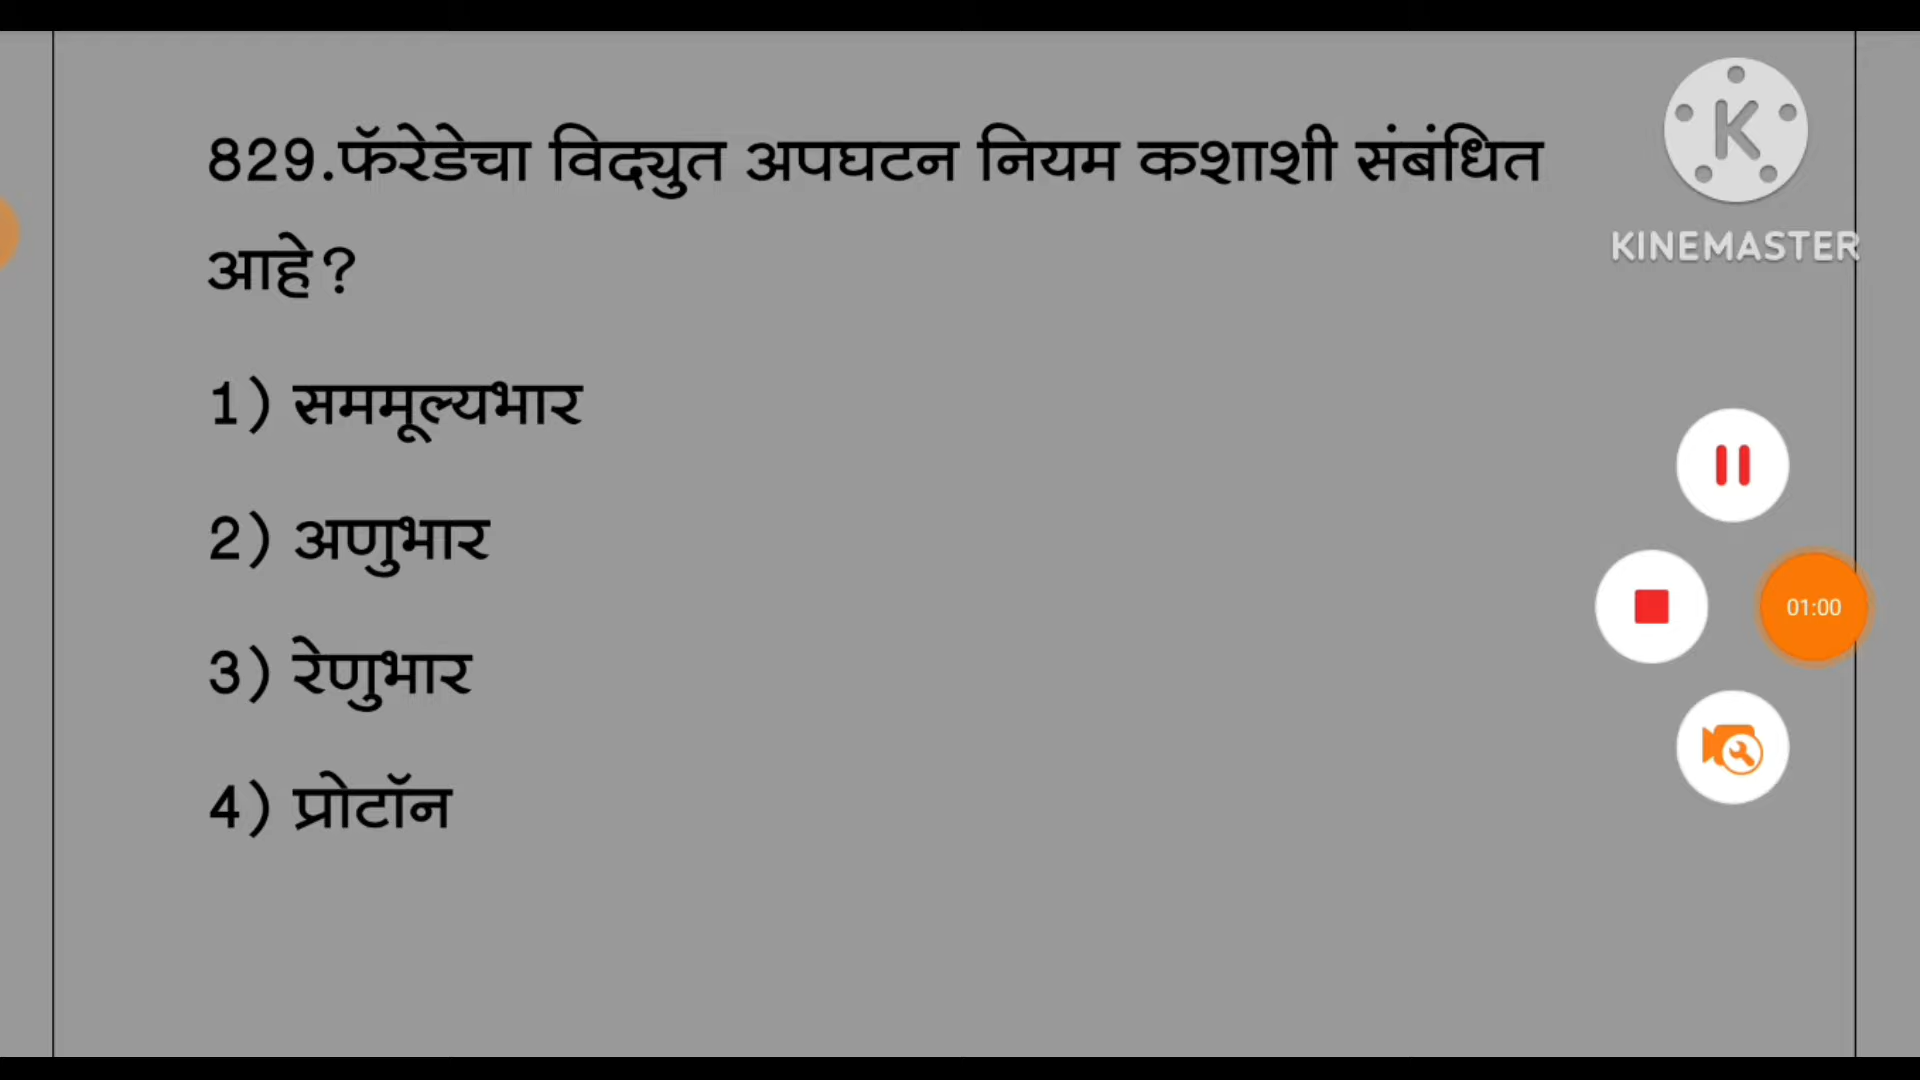 829.फॅरेडेचा विद्युत अपघटन नियम कशाशी संबंधित
आहे?
1) सममूल्यभार
2) अणुभार
3) रेणुभार
4) प्रोटॉन
K
KINEMASTER
01:00